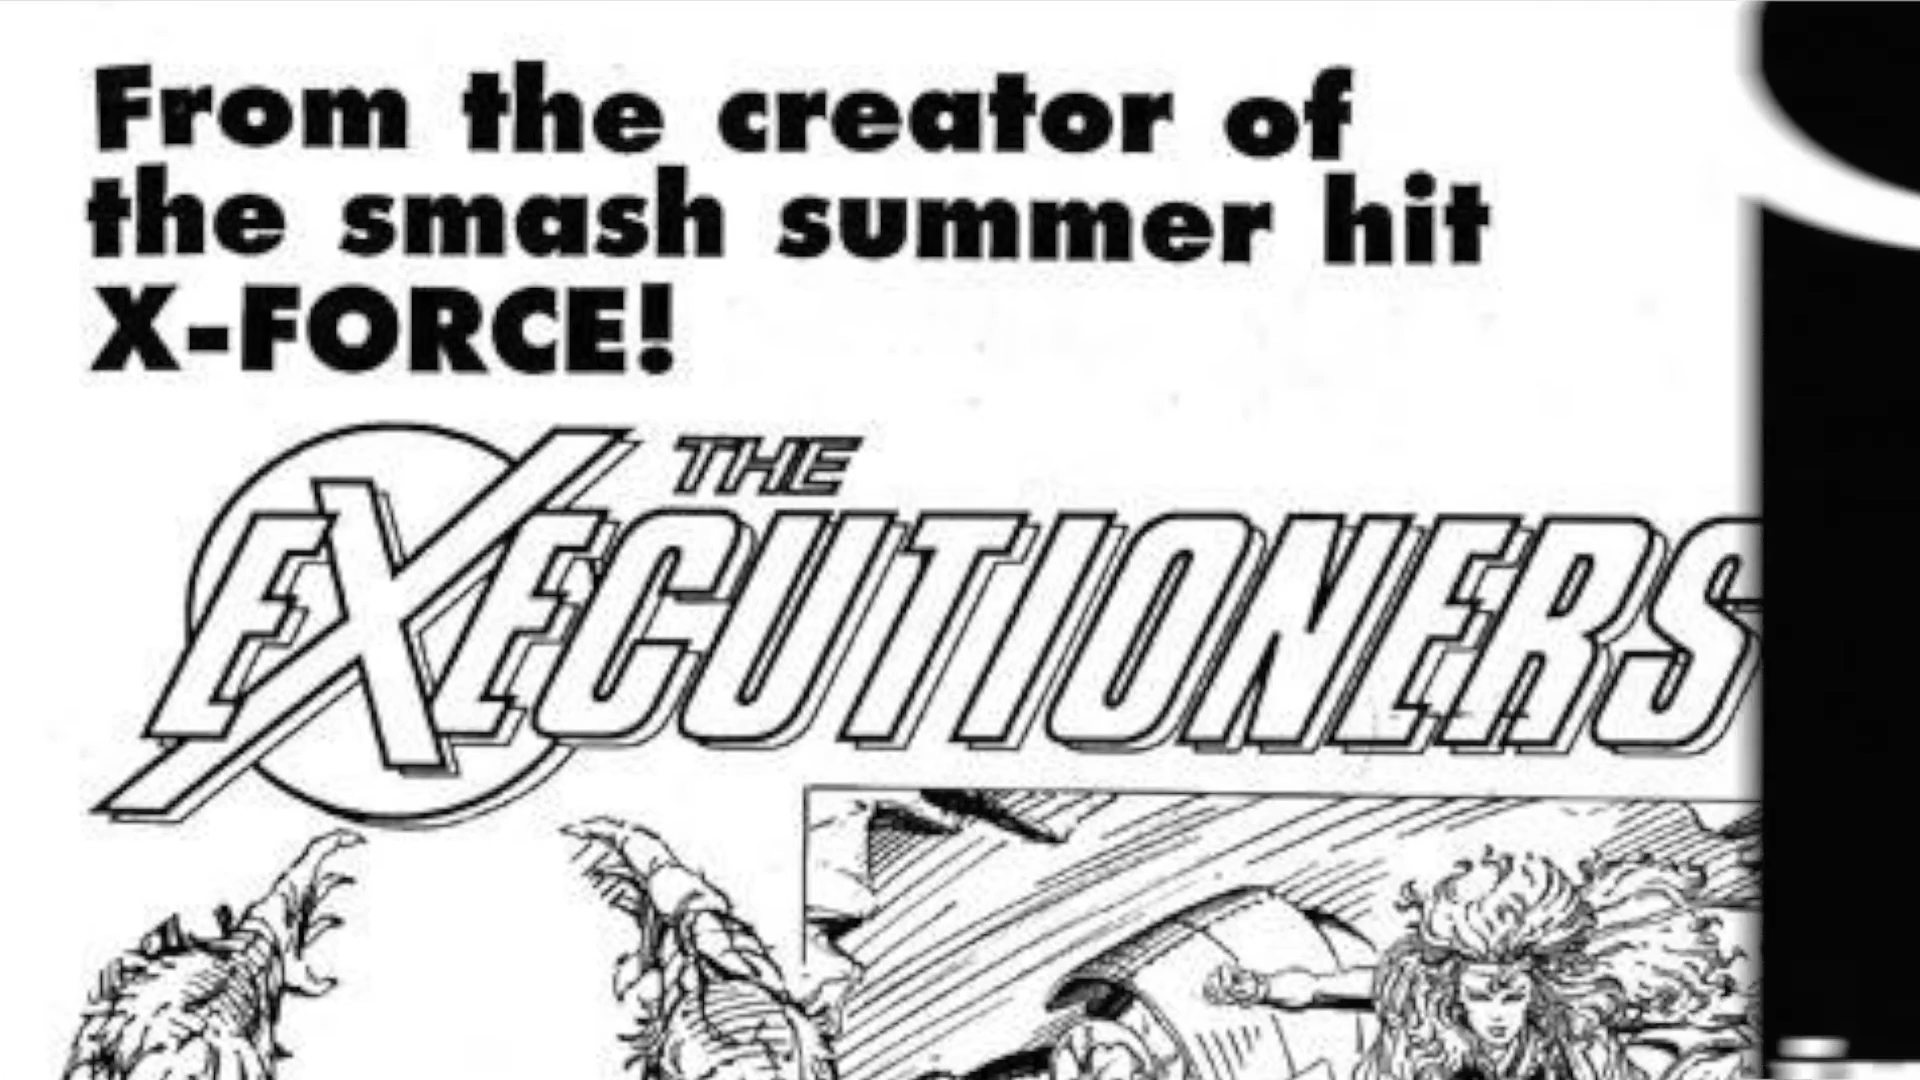 From the creator of
the smash summer hit
X-FORCE!
THE
EXECUTIONERS